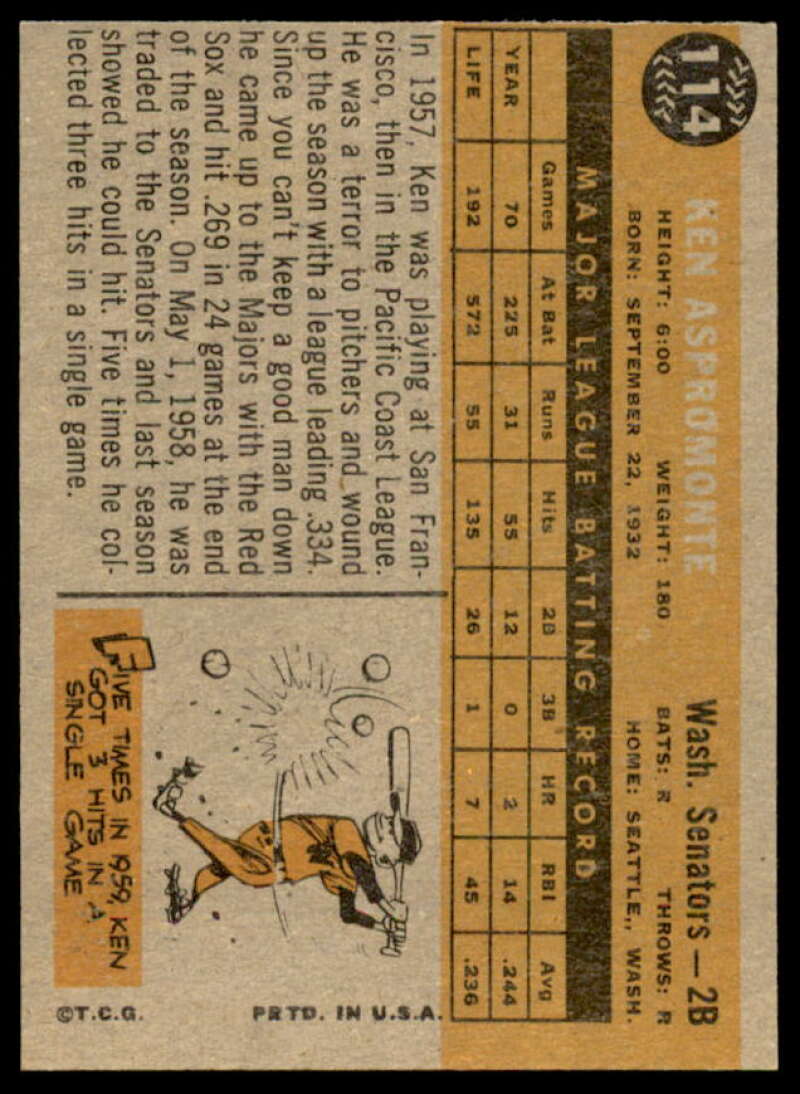 114
KEN ASPROMONTE
Wash. Senators — 2B
HEIGHT: 6:00 WEIGHT: 180 BATS: R THROWS: R
BORN: SEPTEMBER 22, 1932 HOME: SEATTLE,, WASH.
MAJOR LEAGUE BATTING RECORD
Games At Bat Runs Hits 2B 3B HR RBI Avg
YEAR 70 225 31 55 12 0 2 14 .244
LIFE 192 572 55 135 26 1 7 45 .236
In 1957, Ken was playing at San Fran-
cisco, then in the Pacific Coast League.
He was a terror to pitchers and wound
up the season with a league leading .334.
Since you can't keep a good man down
he came up to the Majors with the Red
Sox and hit .269 in 24 games at the end
of the season. On May 1, 1958, he was
traded to the Senators and last season
showed he could hit. Five times he col-
lected three hits in a single game.
W
FIVE TIMES IN 1959, KEN
GOT 3 HITS IN A
SINGLE GAME
©T.C.G. PRTD. IN U.S.A.